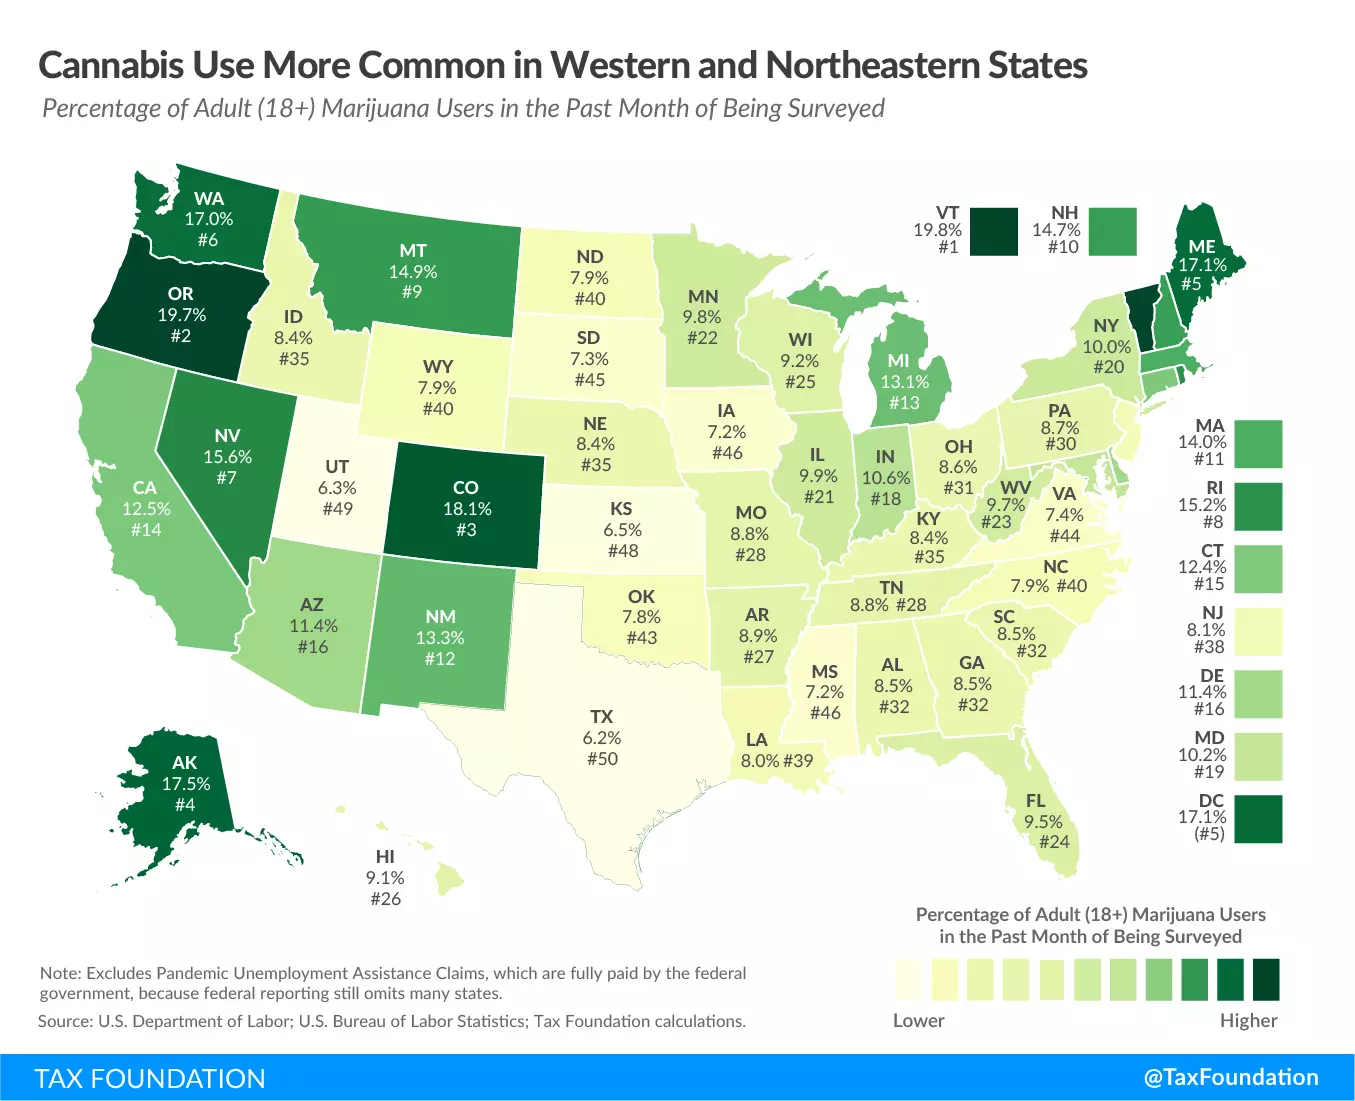 Cannabis Use More Common in Western and Northeastern States
Percentage of Adult (18+) Marijuana Users in the Past Month of Being Surveyed
WA
17.0%
#6
OR
19.7%
#2
ID
8.4%
#35
MT
14.9%
#9
ND
7.9%
#40
SD
7.3%
#45
WY
7.9%
#40
NE
8.4%
#35
MN
9.8%
#22
WI
9.2%
#25
IA
7.2%
#46
MI
13.1%
#13
VT
19.8%
#1
NH
14.7%
#10
ME
17.1%
#5
NY
10.0%
#20
PA
8.7%
#30
CA
12.5%
#14
NV
15.6%
#7
UT
6.3%
#49
CO
18.1%
#3
KS
6.5%
#48
MO
8.8%
#28
IL
9.9%
#21
IN
10.6%
#18
OH
8.6%
#31
WV
9.7%
#23
VA
7.4%
#44
KY
8.4%
#35
NC
7.9% #40
TN
8.8% #28
SC
8.5%
#32
AZ
11.4%
#16
NM
13.3%
#12
OK
7.8%
#43
AR
8.9%
#27
MS
7.2%
#46
AL
8.5%
#32
GA
8.5%
#32
TX
6.2%
#50
LA
8.0% #39
FL
9.5%
#24
AK
17.5%
#4
HI
9.1%
#26
MA
14.0%
#11
RI
15.2%
#8
CT
12.4%
#15
NJ
8.1%
#38
DE
11.4%
#16
MD
10.2%
#19
DC
17.1%
(#5)
Percentage of Adult (18+) Marijuana Users
in the Past Month of Being Surveyed
Lower
Higher
Note: Excludes Pandemic Unemployment Assistance Claims, which are fully paid by the federal
government, because federal reporting still omits many states.
Source: U.S. Department of Labor; U.S. Bureau of Labor Statistics; Tax Foundation calculations.
TAX FOUNDATION
@TaxFoundation